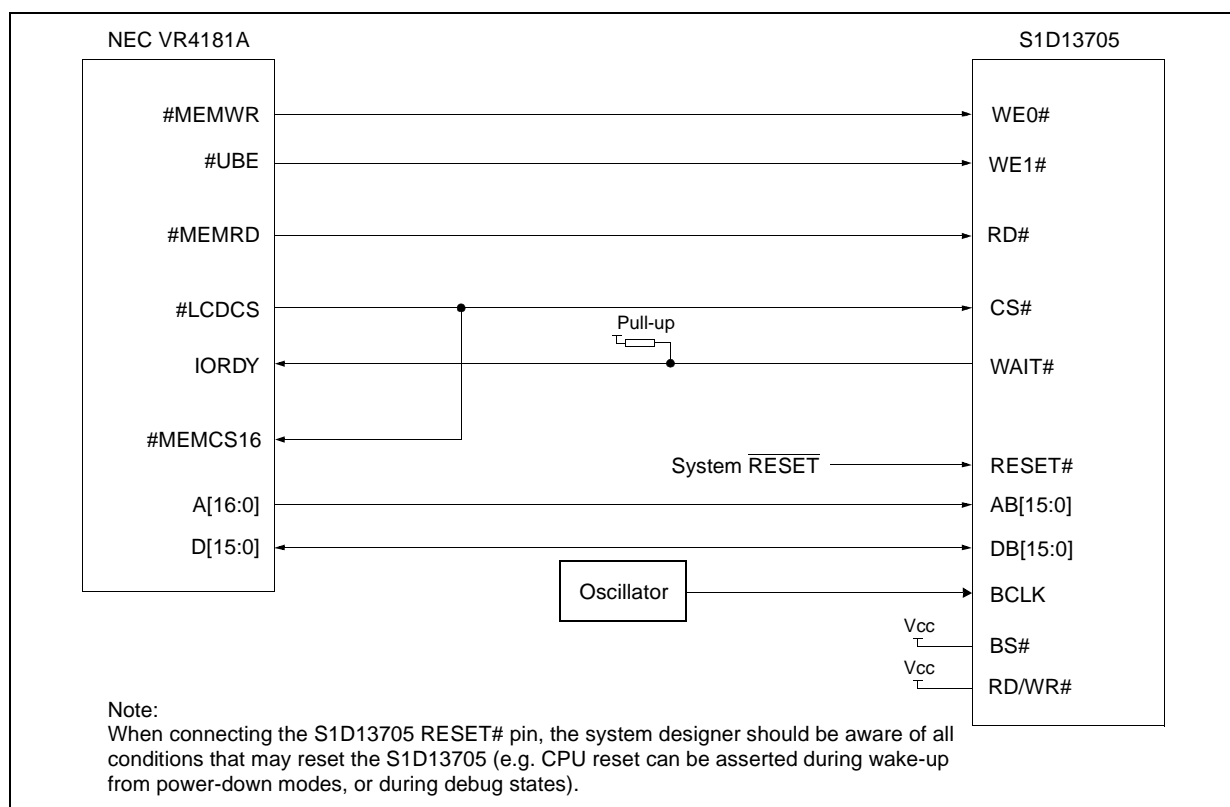 NEC VR4181A
S1D13705
#MEMWR
WE0#
#UBE
WE1#
#MEMRD
RD#
#LCDCS
CS#
Pull-up
IORDY
WAIT#
#MEMCS16
System RESET
RESET#
A[16:0]
AB[15:0]
D[15:0]
DB[15:0]
Oscillator
BCLK
Vcc
BS#
Vcc
RD/WR#
Note:
When connecting the S1D13705 RESET# pin, the system designer should be aware of all
conditions that may reset the S1D13705 (e.g. CPU reset can be asserted during wake-up
from power-down modes, or during debug states).